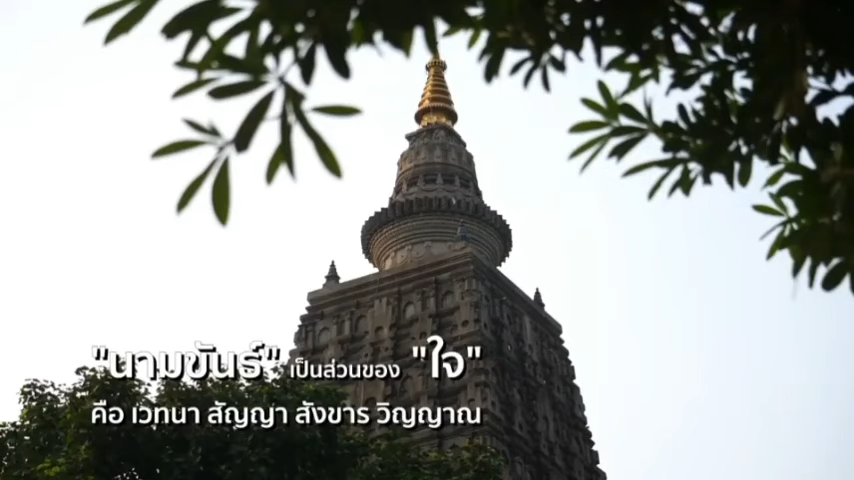 "นามขันธ์" เป็นส่วนของ "ใจ"
คือ เวทนา สัญญา สังขาร วิญญาณ